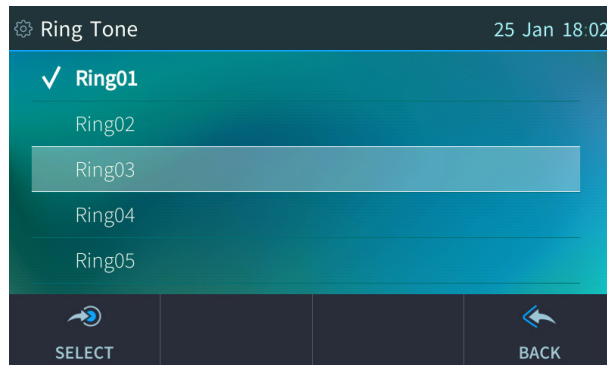 Ring Tone 25 Jan 18:02
Ring01
Ring02
Ring03
Ring04
Ring05
SELECT BACK